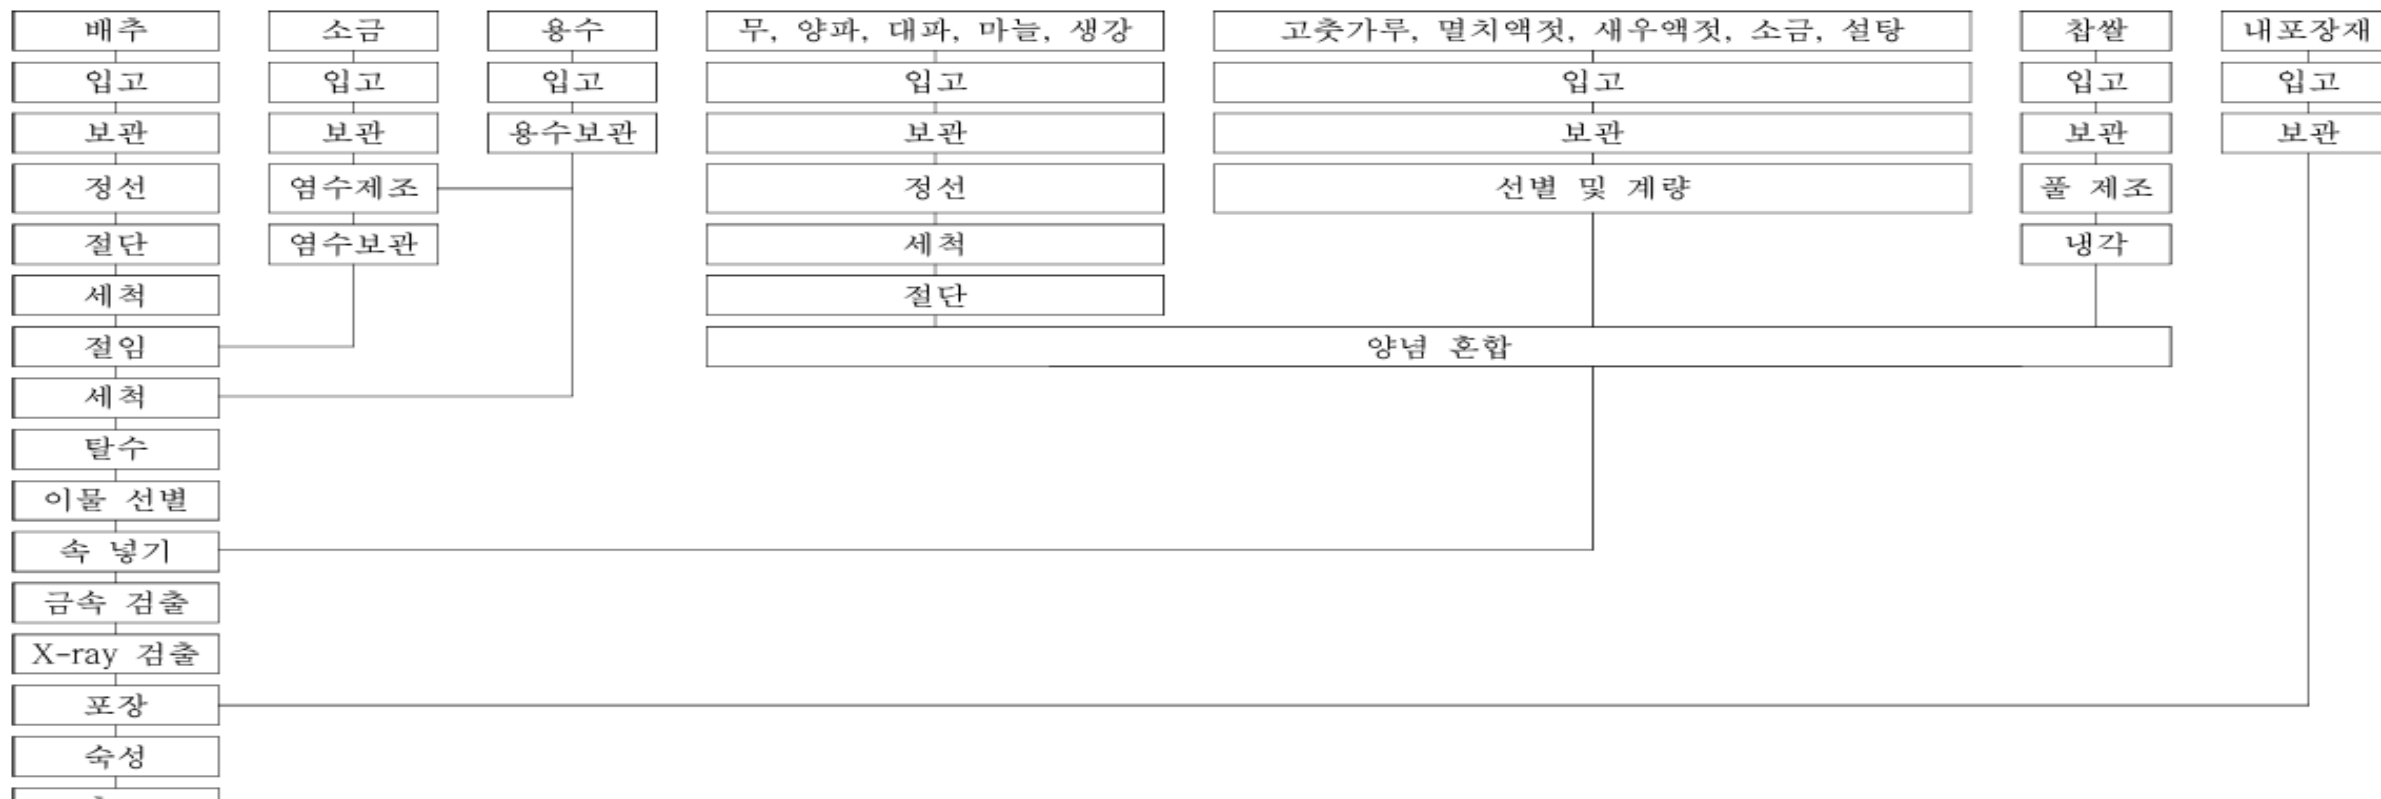 배추 소금 용수 무, 양파, 대파, 마늘, 생강 고춧가루, 멸치액젓, 새우액젓, 소금, 설탕 찹쌀 내포장재
입고 입고 입고 입고 입고 입고 입고
보관 보관 용수보관 보관 보관 보관 보관
정선 염수제조 정선 선별 및 계량 풀 제조
절단 염수보관 세척 냉각
세척 절단
절임 양념 혼합
세척
탈수
이물 선별
속 넣기
금속 검출
X-ray 검출
포장
숙성